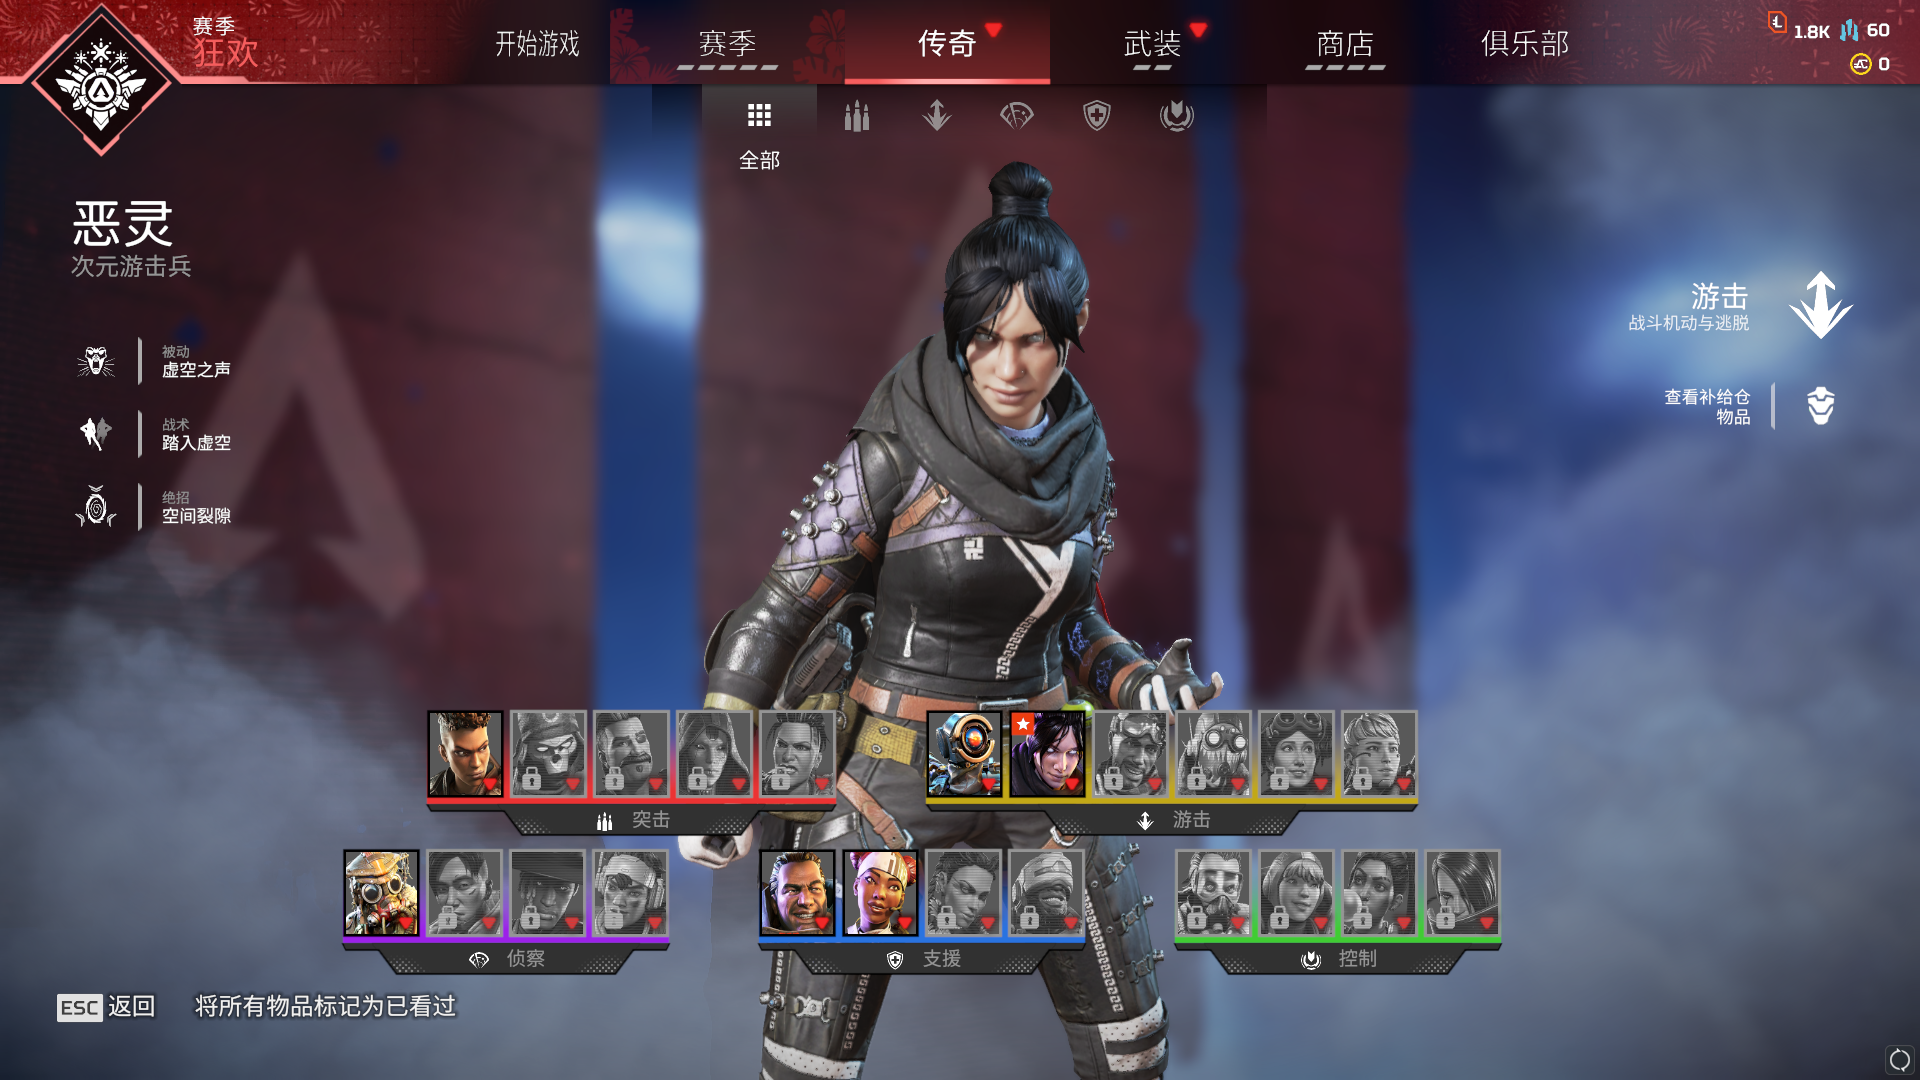 赛季
狂欢
开始游戏
赛季
传奇
武装
商店
俱乐部
1.8K
60
0
全部
恶灵
次元游击兵
被动
虚空之声
战术
踏入虚空
绝招
空间裂隙
游击
战斗机动与逃脱
查看补给仓
物品
突击
游击
侦察
支援
控制
ESC 返回
将所有物品标记为已看过